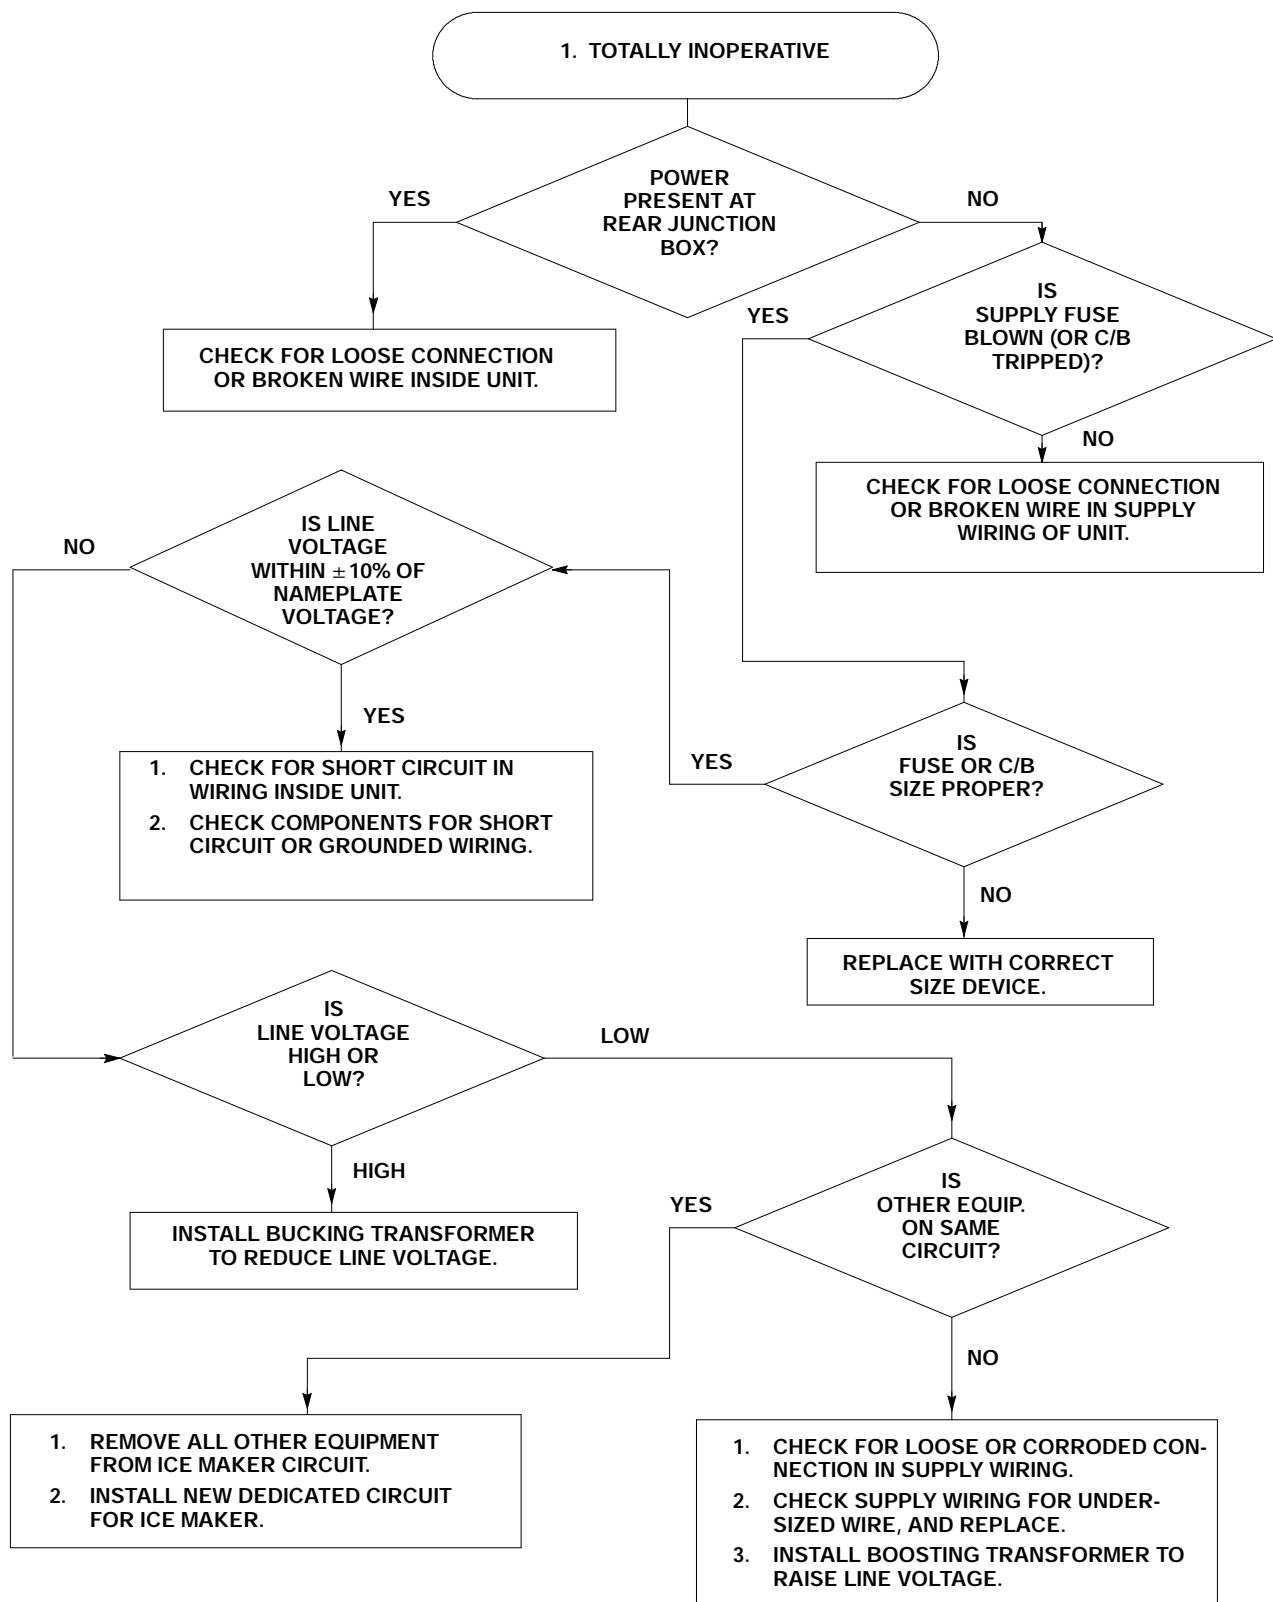 1. TOTALLY INOPERATIVE
POWER
PRESENT AT
REAR JUNCTION
BOX?
YES
NO
CHECK FOR LOOSE CONNECTION
OR BROKEN WIRE INSIDE UNIT.
IS
SUPPLY FUSE
BLOWN (OR C/B
TRIPPED)?
YES
NO
CHECK FOR LOOSE CONNECTION
OR BROKEN WIRE IN SUPPLY
WIRING OF UNIT.
IS LINE
VOLTAGE
WITHIN ±10% OF
NAMEPLATE
VOLTAGE?
NO
YES
1. CHECK FOR SHORT CIRCUIT IN
WIRING INSIDE UNIT.
2. CHECK COMPONENTS FOR SHORT
CIRCUIT OR GROUNDED WIRING.
IS
FUSE OR C/B
SIZE PROPER?
YES
NO
REPLACE WITH CORRECT
SIZE DEVICE.
IS
LINE VOLTAGE
HIGH OR
LOW?
LOW
HIGH
INSTALL BUCKING TRANSFORMER
TO REDUCE LINE VOLTAGE.
IS
OTHER EQUIP.
ON SAME
CIRCUIT?
YES
NO
1. REMOVE ALL OTHER EQUIPMENT
FROM ICE MAKER CIRCUIT.
2. INSTALL NEW DEDICATED CIRCUIT
FOR ICE MAKER.
1. CHECK FOR LOOSE OR CORRODED CON-
NECTION IN SUPPLY WIRING.
2. CHECK SUPPLY WIRING FOR UNDER-
SIZED WIRE, AND REPLACE.
3. INSTALL BOOSTING TRANSFORMER TO
RAISE LINE VOLTAGE.